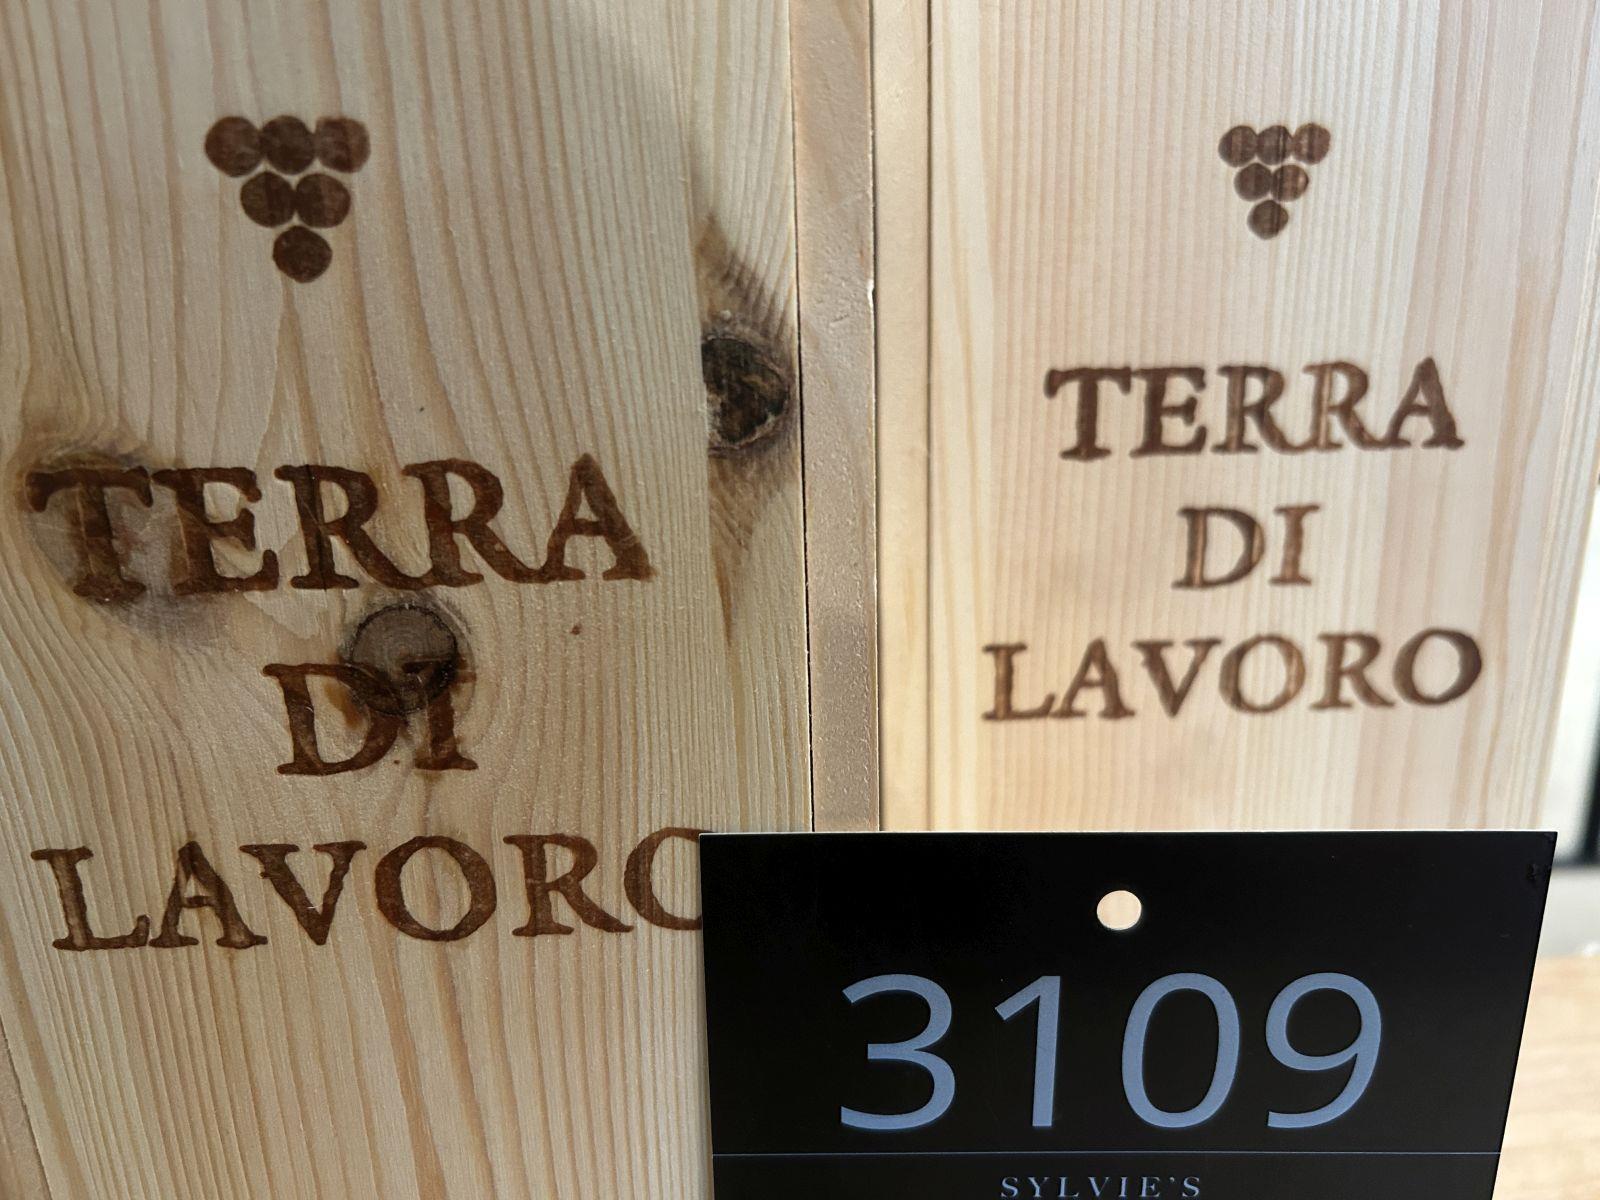 TERRA
DI
LAVORO
TERRA
DI
LAVORO
3109
SYLVIE'S